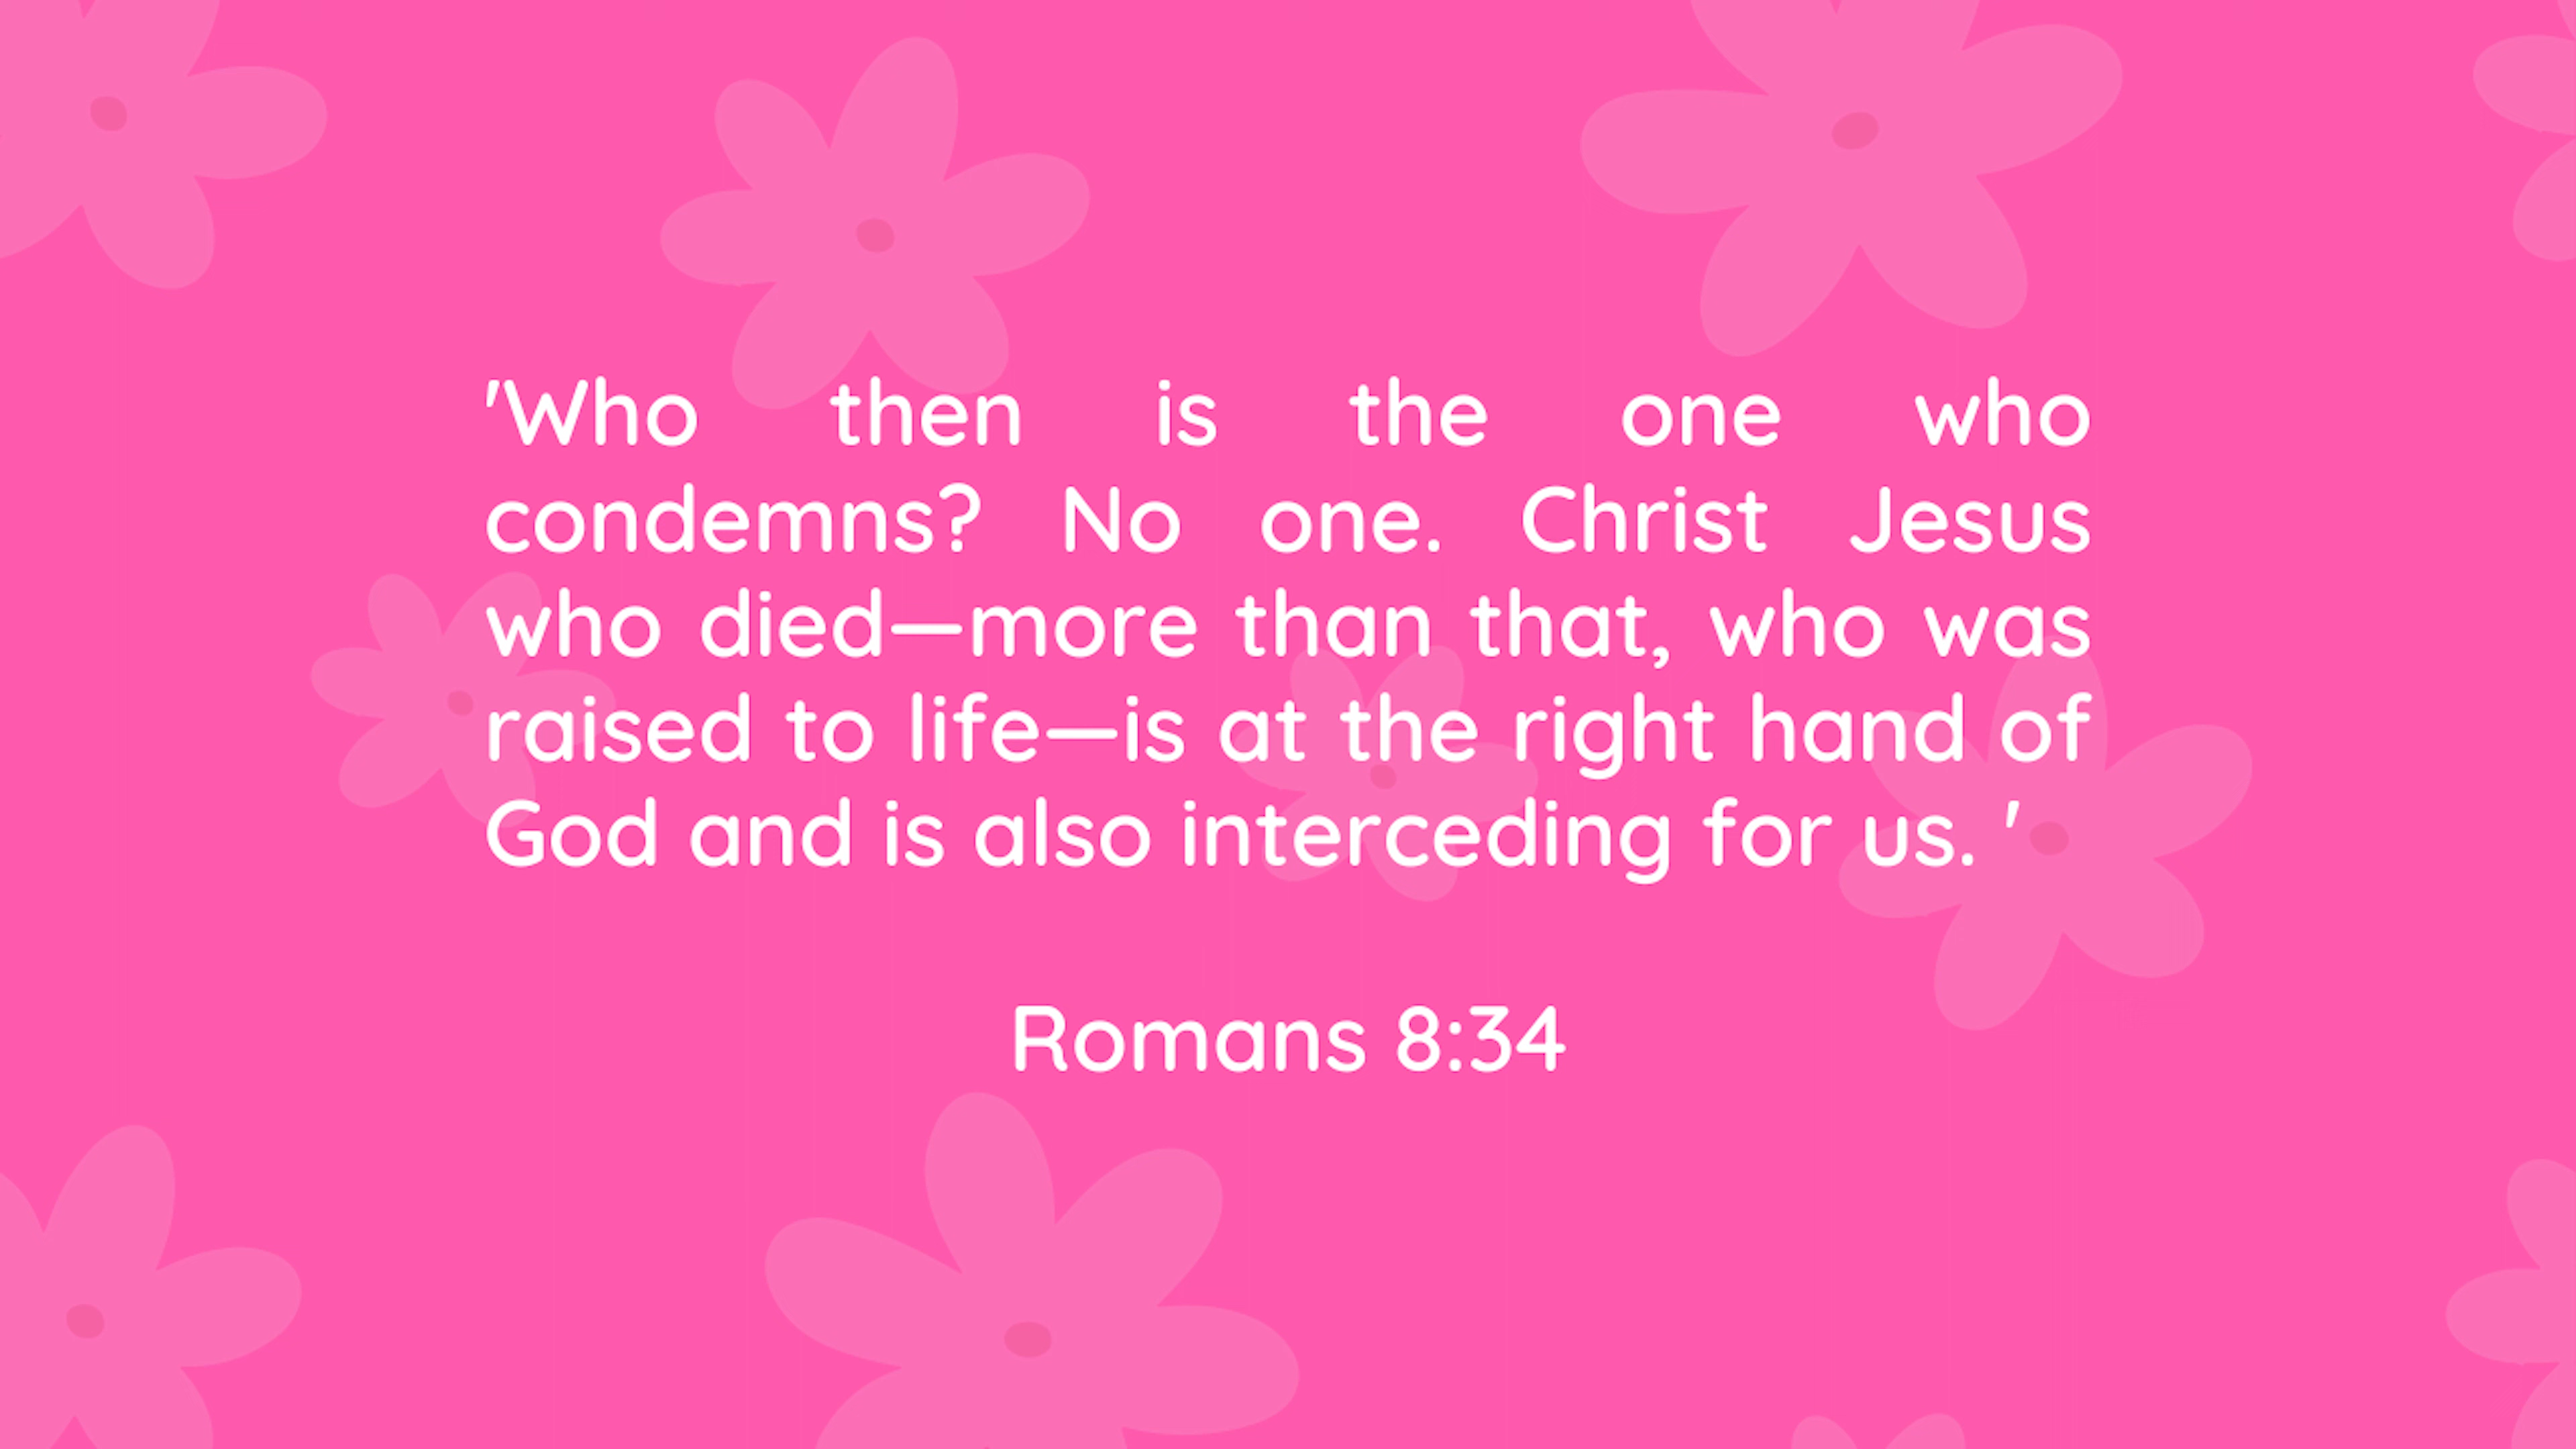 'Who then is the one who
condemns? No one. Christ Jesus
who died—more than that, who was
raised to life—is at the right hand of
God and is also interceding for us. '
Romans 8:34